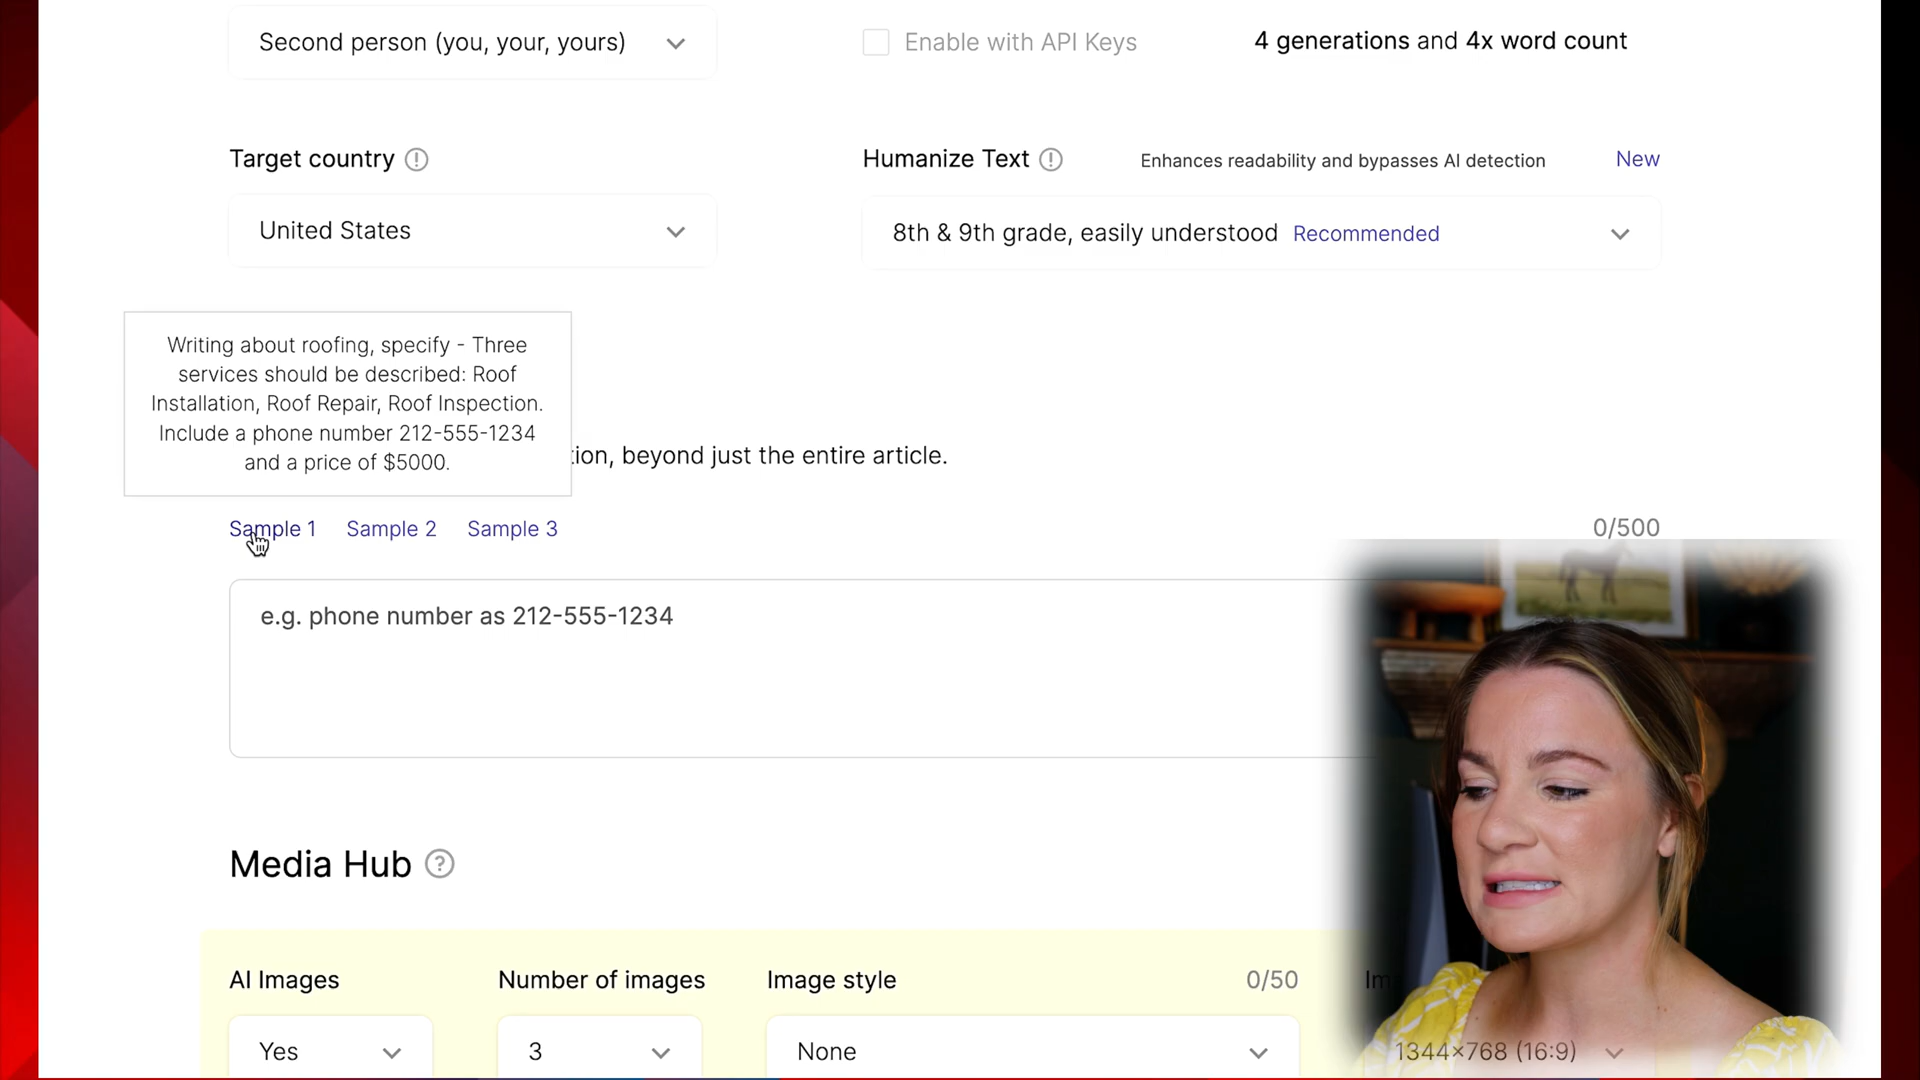 Second person (you, your, yours)
Enable with API Keys
4 generations and 4x word count
Target country
Humanize Text
Enhances readability and bypasses AI detection
New
United States
8th & 9th grade, easily understood Recommended
Writing about roofing, specify - Three
services should be described: Roof
Installation, Roof Repair, Roof Inspection.
Include a phone number 212-555-1234
and a price of $5000.
tion, beyond just the entire article.
Sample 1 Sample 2 Sample 3
0/500
e.g. phone number as 212-555-1234
Media Hub
AI Images
Number of images
Image style
0/50
Yes
3
None
1344×768 (16:9)